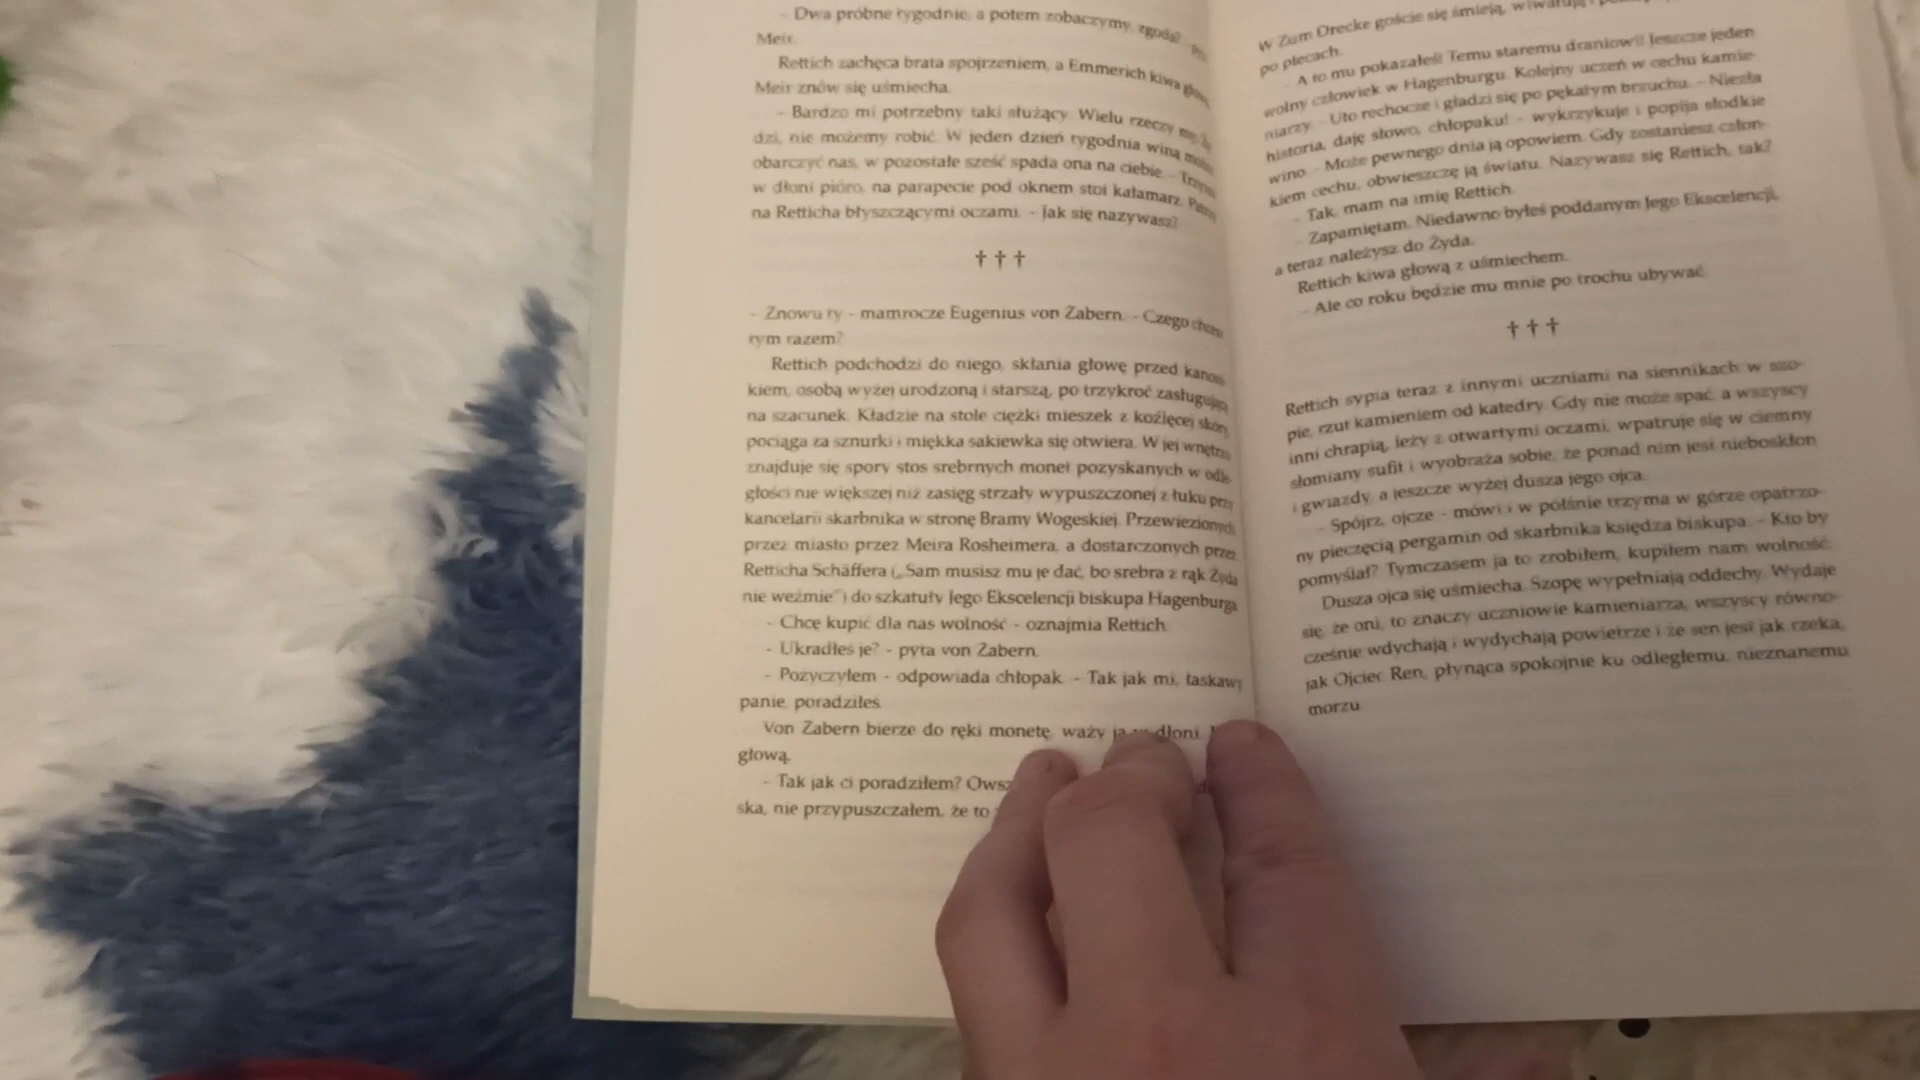 - Dwa próbne tygodnie, a potem zobaczymy, zgoda? -
Meir.
Rettich zachęca brata spojrzeniem, a Emmerich kiwa głową.
Meir znów się uśmiecha.
- Bardzo mi potrzebny taki służący. Wielu rzeczy my, Ży-
dzi, nie możemy robić. W jeden dzień tygodnia winą można
obarczyć nas, w pozostałe sześć spada ona na ciebie. - Trzyma
w dłoni pióro, na parapecie pod oknem stoi kałamarz. Patrzy
na Retticha błyszczącymi oczami. - Jak się nazywasz?
† † †
- Znowu ty - mamrocze Eugenius von Zabern. - Czego chcesz
tym razem?
Rettich podchodzi do niego, skłania głowę przed kanoni-
kiem, osobą wyżej urodzoną i starszą, po trzykroć zasługującą
na szacunek. Kładzie na stole ciężki mieszek z koźlęcej skóry,
pociąga za sznurki i miękka sakiewka się otwiera. W jej wnętrzu
znajduje się spory stos srebrnych monet pozyskanych w odle-
głości nie większej niż zasięg strzały wypuszczonej z łuku przy
kancelarii skarbnika w stronę Bramy Wogeskiej. Przewiezionych
przez miasto przez Meira Rosheimera, a dostarczonych przez
Retticha Schäffera („Sam musisz mu je dać, bo srebra z rąk Żyda
nie weźmie”) do szkatuły Jego Ekscelencji biskupa Hagenburga.
- Chcę kupić dla nas wolność - oznajmia Rettich.
- Ukradłeś je? - pyta von Zabern.
- Pożyczyłem - odpowiada chłopak. - Tak jak mi, łaskawy
panie, poradziłeś.
Von Zabern bierze do ręki monetę, waży ją w dłoni.
głową.
- Tak jak ci poradziłem?
ska, nie przypuszczałem, że to
W Zum Drecke goście się śmieją, wiwatują i
po plecach.
- A to mu pokazałeś! Temu staremu draniowi! Jeszcze jeden
wolny człowiek w Hagenburgu. Kolejny uczeń w cechu kamie-
niarzy. - Uto rechocze i gładzi się po pękatym brzuchu. - Niezła
historia, daję słowo, chłopaku! - wykrzykuje i popija słodkie
wino. - Może pewnego dnia ją opowiem. Gdy zostaniesz człon-
kiem cechu, obwieszczę ją światu. Nazywasz się Rettich, tak?
- Tak, mam na imię Rettich.
- Zapamiętam. Niedawno byłeś poddanym Jego Ekscelencji,
a teraz należysz do Żyda.
Rettich kiwa głową z uśmiechem.
- Ale co roku będzie mu mnie po trochu ubywać.
† † †
Rettich sypia teraz z innymi uczniami na siennikach w szo-
pie, rzut kamieniem od katedry. Gdy nie może spać, a wszyscy
inni chrapią, leży z otwartymi oczami, wpatruje się w ciemny
słomiany sufit i wyobraża sobie, że ponad nim jest nieboskłon
i gwiazdy, a jeszcze wyżej dusza jego ojca.
- Spójrz, ojcze - mówi i w półśnie trzyma w górze opatrzo-
ny pieczęcią pergamin od skarbnika księdza biskupa. - Kto by
pomyślał? Tymczasem ja to zrobiłem, kupiłem nam wolność.
Dusza ojca się uśmiecha. Szopę wypełniają oddechy. Wydaje
się, że oni, to znaczy uczniowie kamieniarza, wszyscy równo-
cześnie wdychają i wydychają powietrze i że sen jest jak rzeka,
jak Ojciec Ren, płynąca spokojnie ku odległemu, nieznanemu
morzu.